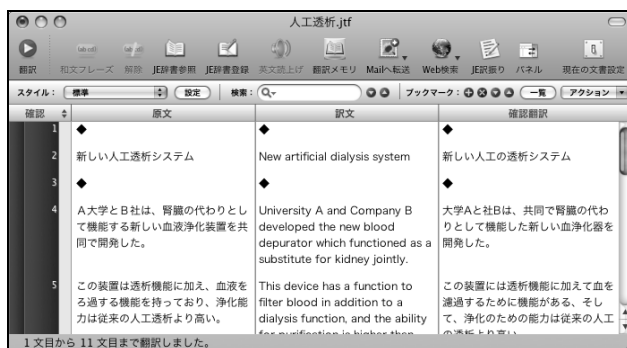 人工透析.jtf
翻訳 和文フレーズ 解除 JE辞書参照 JE辞書登録 英文読上げ 翻訳メモリ Mailへ転送 Web検索 JE訳振り パネル 現在の文書設定
スタイル： 標準 設定 検索： ブックマーク： 一覧 アクション
確認 原文 訳文 確認翻訳
1 ◆ ◆ ◆
2 新しい人工透析システム New artificial dialysis system 新しい人工の透析システム
3 ◆ ◆ ◆
4 A大学とB社は、腎臓の代わりとし University A and Company B 大学Aと社Bは、共同で腎臓の代わ
て機能する新しい血液浄化装置を共 developed the new blood りとして機能した新しい血浄化器を
同で開発した。 depurator which functioned as a 開発した。
substitute for kidney jointly.
5 この装置は透析機能に加え、血液を This device has a function to この装置には透析機能に加えて血を
ろ過する機能を持っており、浄化能 filter blood in addition to a 濾過するために機能がある、そし
力は従来の人工透析より高い。 dialysis function, and the ability て、浄化のための能力は従来の人工
for purification is higher than の透析より高い。
1 文目から 11 文目まで翻訳しました。